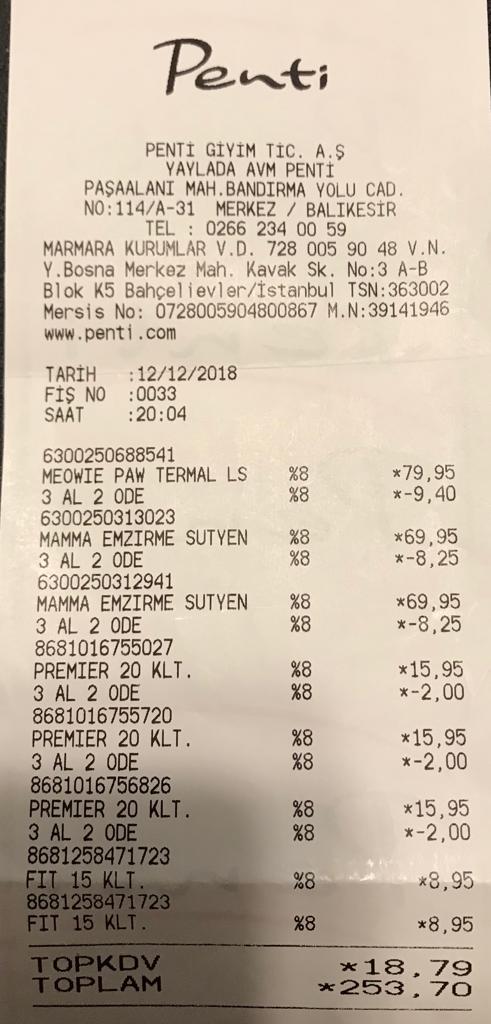 Penti
PENTİ GİYİM TİC. A.Ş
YAYLADA AVM PENTİ
PAŞAALANI MAH.BANDIRMA YOLU CAD.
NO:114/A-31 MERKEZ / BALIKESİR
TEL : 0266 234 00 59
MARMARA KURUMLAR V.D. 728 005 90 48 V.N.
Y.Bosna Merkez Mah. Kavak Sk. No:3 A-B
Blok K5 Bahçelievler/İstanbul TSN:363002
Mersis No: 0728005904800867 M.N:39141946
www.penti.com
TARİH :12/12/2018
FİŞ NO :0033
SAAT :20:04
6300250688541
MEOWIE PAW TERMAL LS %8 *79,95
3 AL 2 ODE %8 *-9,40
6300250313023
MAMMA EMZIRME SUTYEN %8 *69,95
3 AL 2 ODE %8 *-8,25
6300250312941
MAMMA EMZIRME SUTYEN %8 *69,95
3 AL 2 ODE %8 *-8,25
8681016755027
PREMIER 20 KLT. %8 *15,95
3 AL 2 ODE %8 *-2,00
8681016755720
PREMIER 20 KLT. %8 *15,95
3 AL 2 ODE %8 *-2,00
8681016756826
PREMIER 20 KLT. %8 *15,95
3 AL 2 ODE %8 *-2,00
8681258471723
FIT 15 KLT. %8 *8,95
8681258471723
FIT 15 KLT. %8 *8,95
TOPKDV *18,79
TOPLAM *253,70